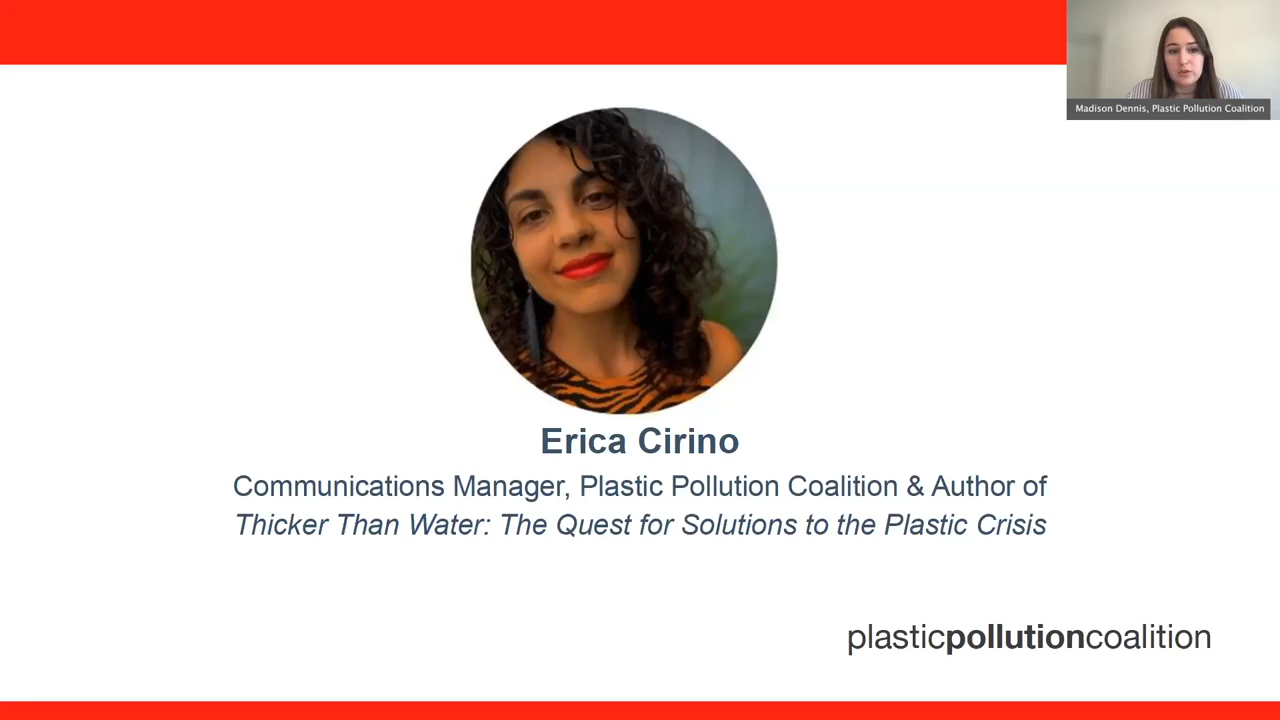 Madison Dennis, Plastic Pollution Coalition
Erica Cirino
Communications Manager, Plastic Pollution Coalition & Author of
Thicker Than Water: The Quest for Solutions to the Plastic Crisis
plasticpollutioncoalition